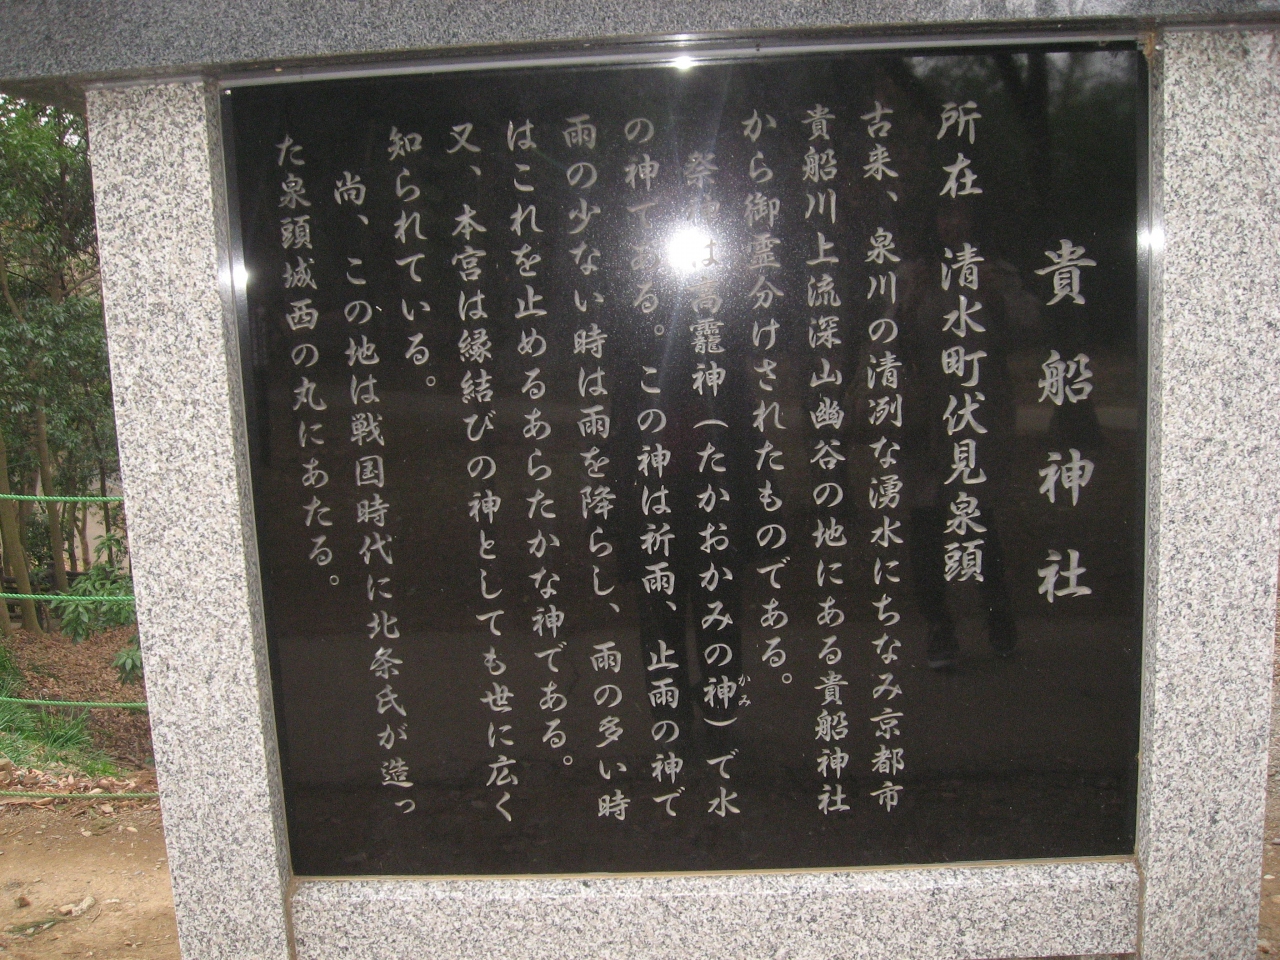 貴船神社
所在 清水町伏見泉頭
古来、泉川の清冽な湧水にちなみ京都市
貴船川上流深山幽谷の地にある貴船神社
から御霊分けされたものである。
祭神は高龗神(たかおかみの神)で水
かみ
の神である。この神は祈雨、止雨の神で
雨の少ない時は雨を降らし、雨の多い時
はこれを止めるあらたかな神である。
又、本宮は縁結びの神としても世に広く
知られている。
尚、この地は戦国時代に北条氏が造っ
た泉頭城西の丸にあたる。